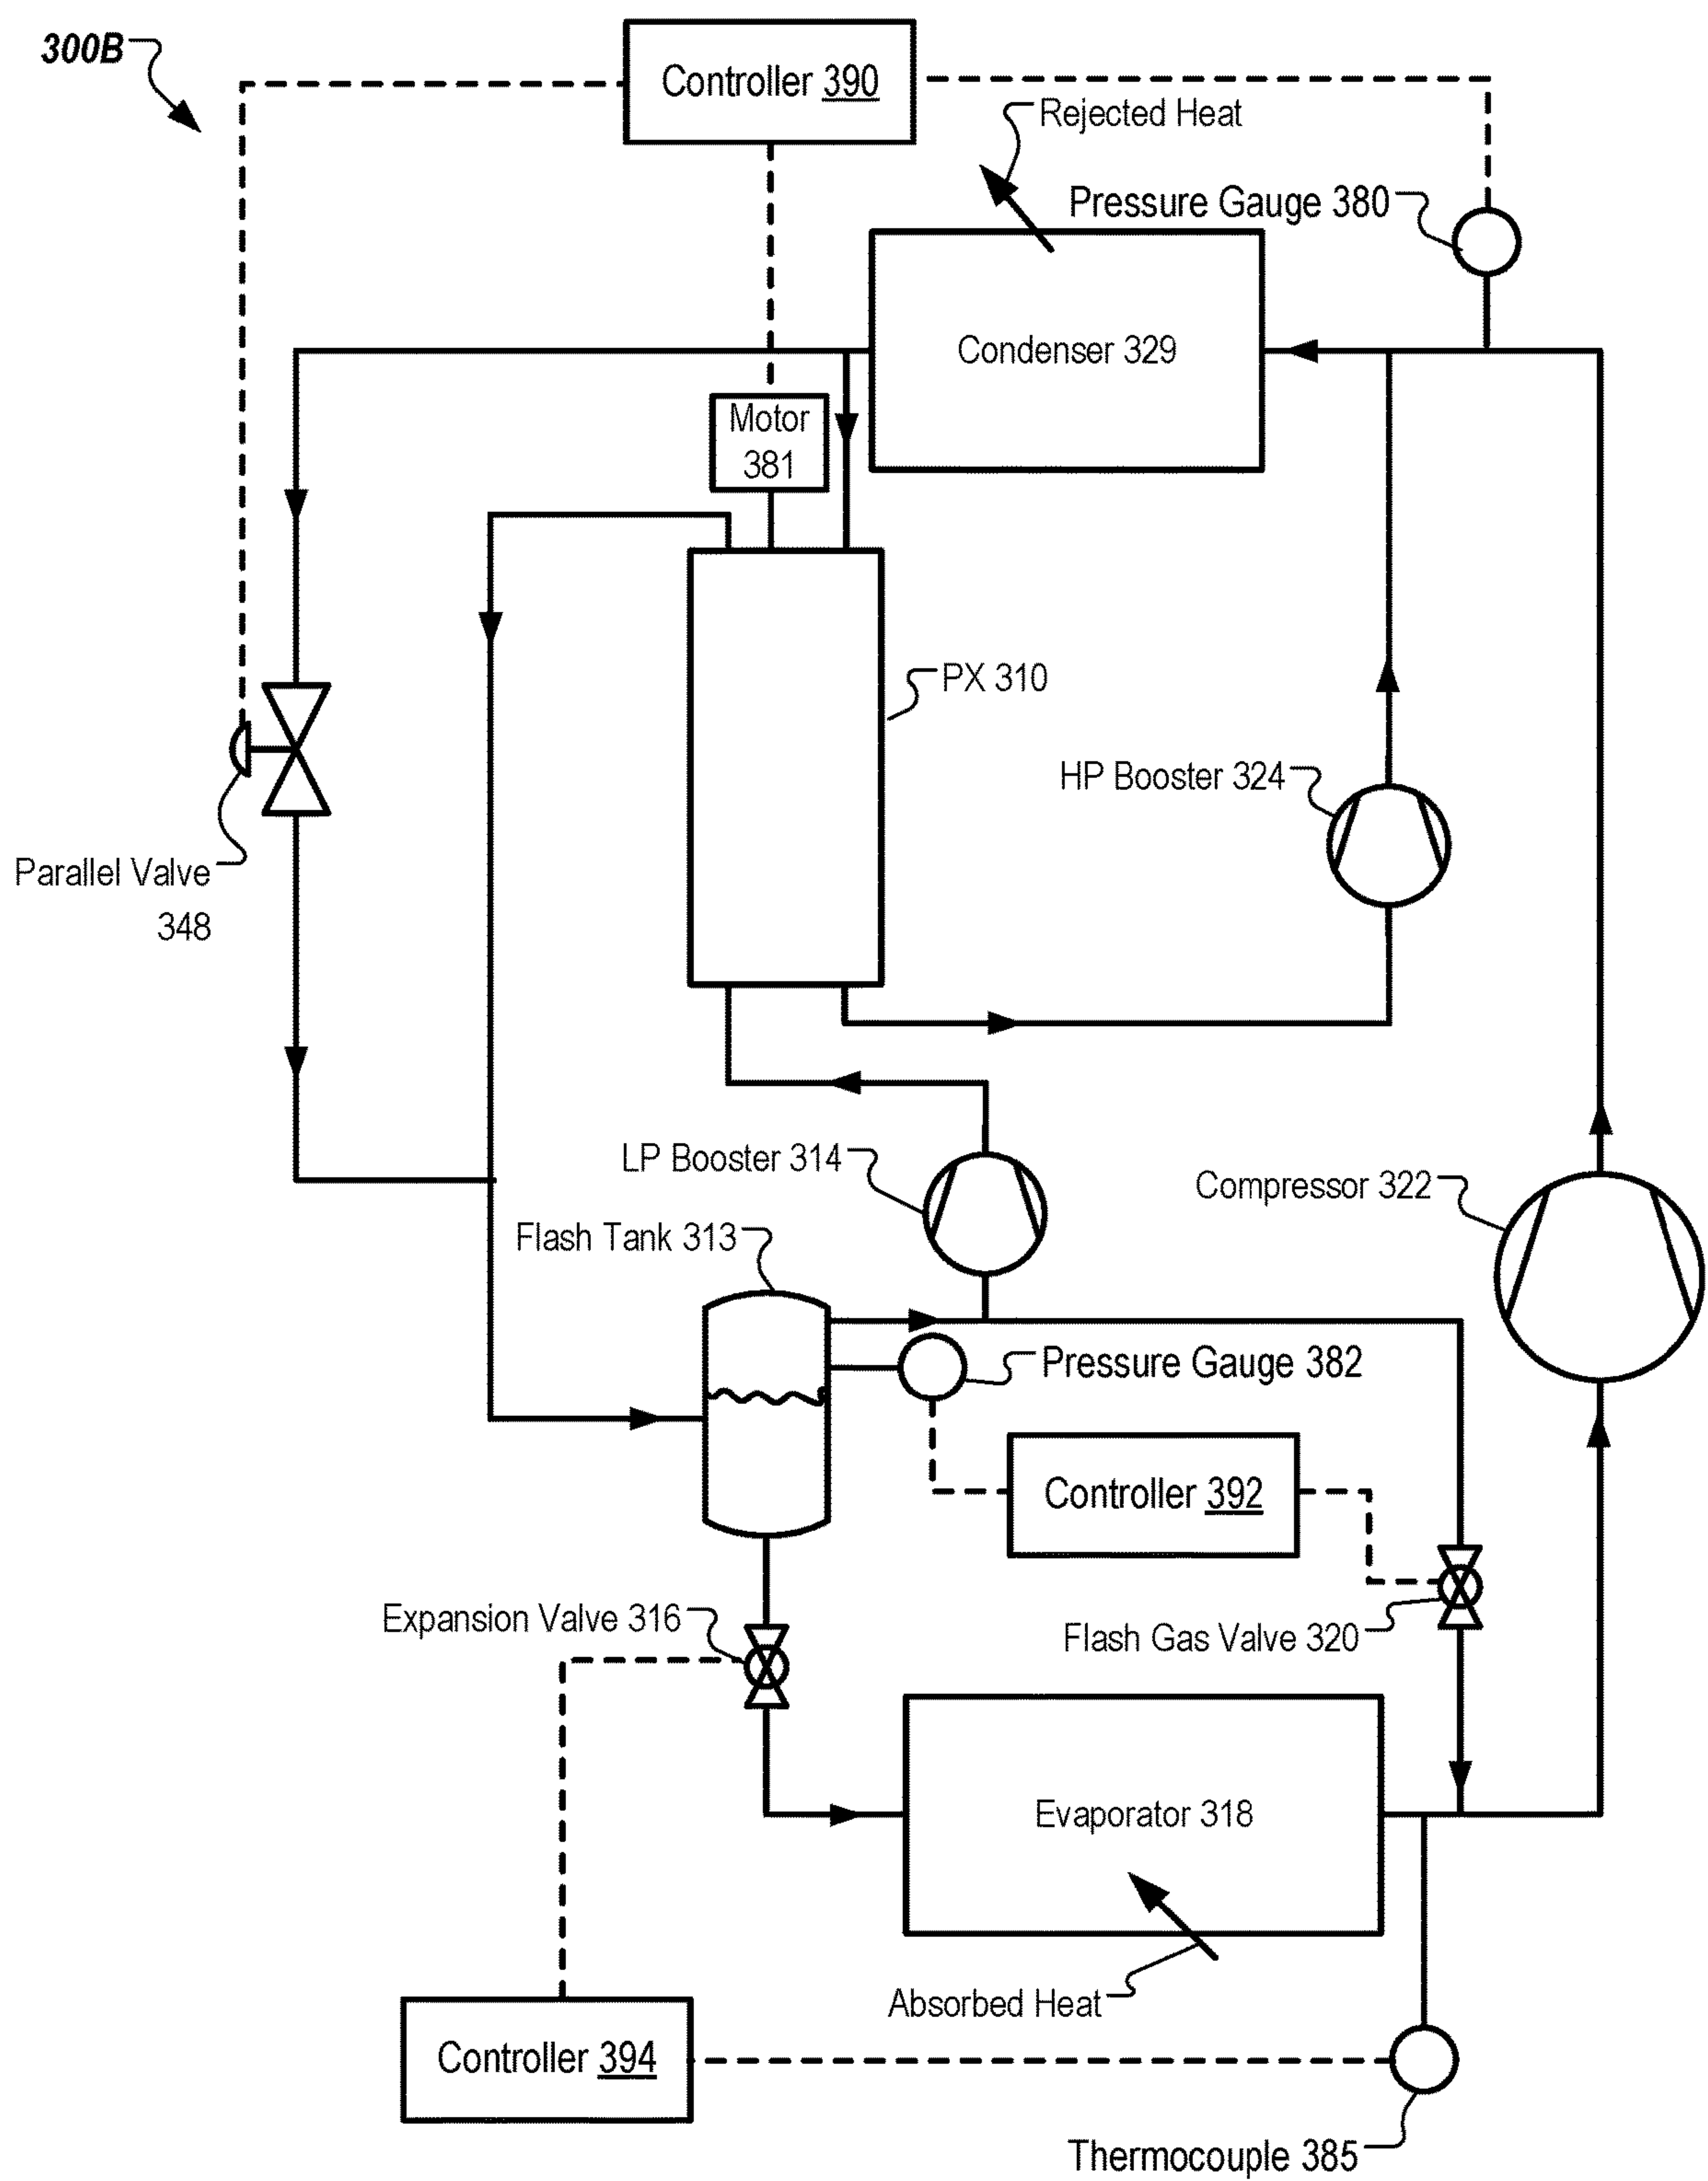 300B
Controller 390
Rejected Heat
Pressure Gauge 380
Condenser 329
Motor
381
PX 310
HP Booster 324
Parallel Valve
348
LP Booster 314
Compressor 322
Flash Tank 313
Pressure Gauge 382
Controller 392
Expansion Valve 316
Flash Gas Valve 320
Evaporator 318
Absorbed Heat
Controller 394
Thermocouple 385